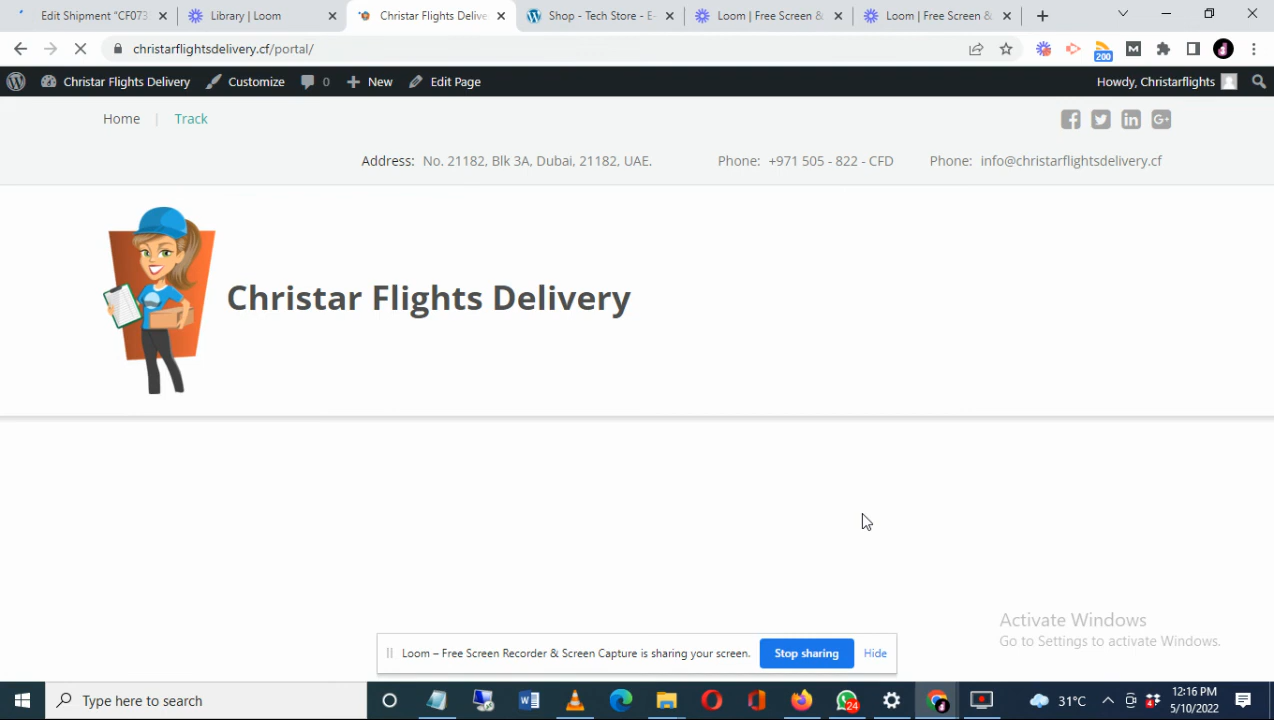 Edit Shipment "CF073
Library | Loom
Christar Flights Delive
Shop - Tech Store - E-
Loom | Free Screen &
Loom | Free Screen &
christarflightsdelivery.cf/portal/
200
M
Christar Flights Delivery
Customize
0
New
Edit Page
Howdy, Christarflights
Home | Track
Address: No. 21182, Blk 3A, Dubai, 21182, UAE.
Phone: +971 505 - 822 - CFD
Phone: info@christarflightsdelivery.cf
Christar Flights Delivery
Activate Windows
Go to Settings to activate Windows.
Loom – Free Screen Recorder & Screen Capture is sharing your screen.
Stop sharing
Hide
Type here to search
24
31°C
4
12:16 PM
5/10/2022